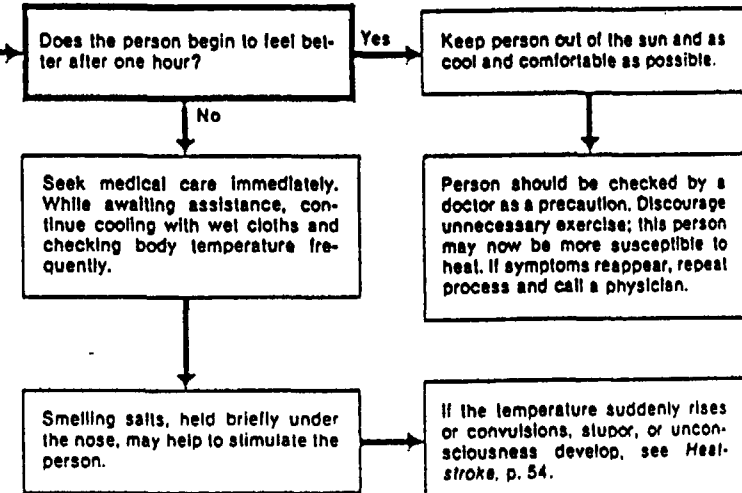 Does the person begin to feel bet-
ter after one hour?
Yes
Keep person out of the sun and as
cool and comfortable as possible.
No
Seek medical care immediately.
While awaiting assistance, con-
tinue cooling with wet cloths and
checking body temperature fre-
quently.
Person should be checked by a
doctor as a precaution. Discourage
unnecessary exercise; this person
may now be more susceptible to
heat. If symptoms reappear, repeat
process and call a physician.
Smelling salts, held briefly under
the nose, may help to stimulate the
person.
If the temperature suddenly rises
or convulsions, stupor, or uncon-
sciousness develop, see Heat-
stroke, p. 54.